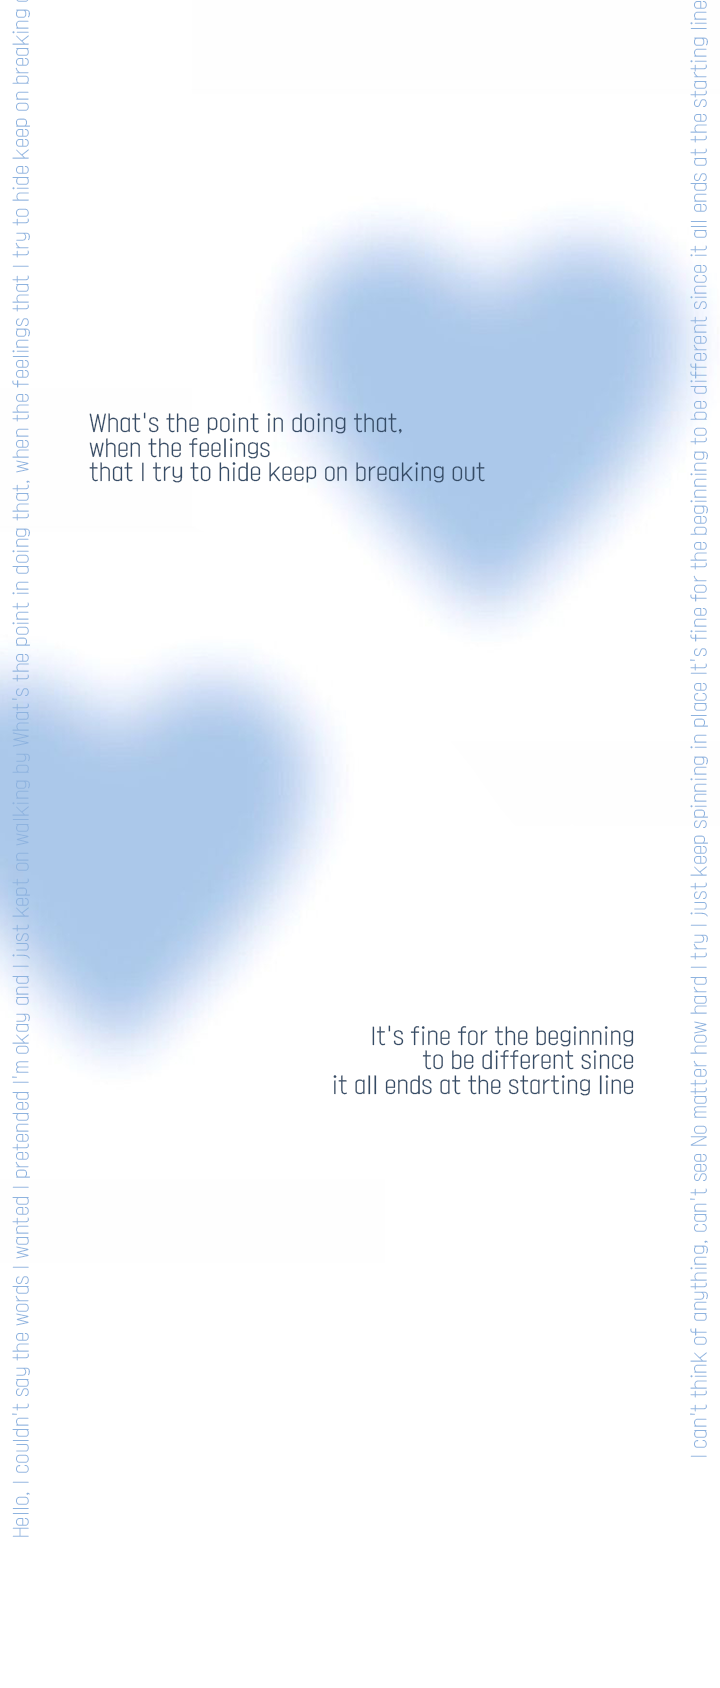 Hello, I couldn't say the words I wanted I pretended I'm okay and I just kept on walking by What's the point in doing that, when the feelings that I try to hide keep on breaking
What's the point in doing that,
when the feelings
that I try to hide keep on breaking out
It's fine for the beginning
to be different since
it all ends at the starting line
I can't think of anything, can't see No matter how hard I try I just keep spinning in place It's fine for the beginning to be different since it all ends at the starting line